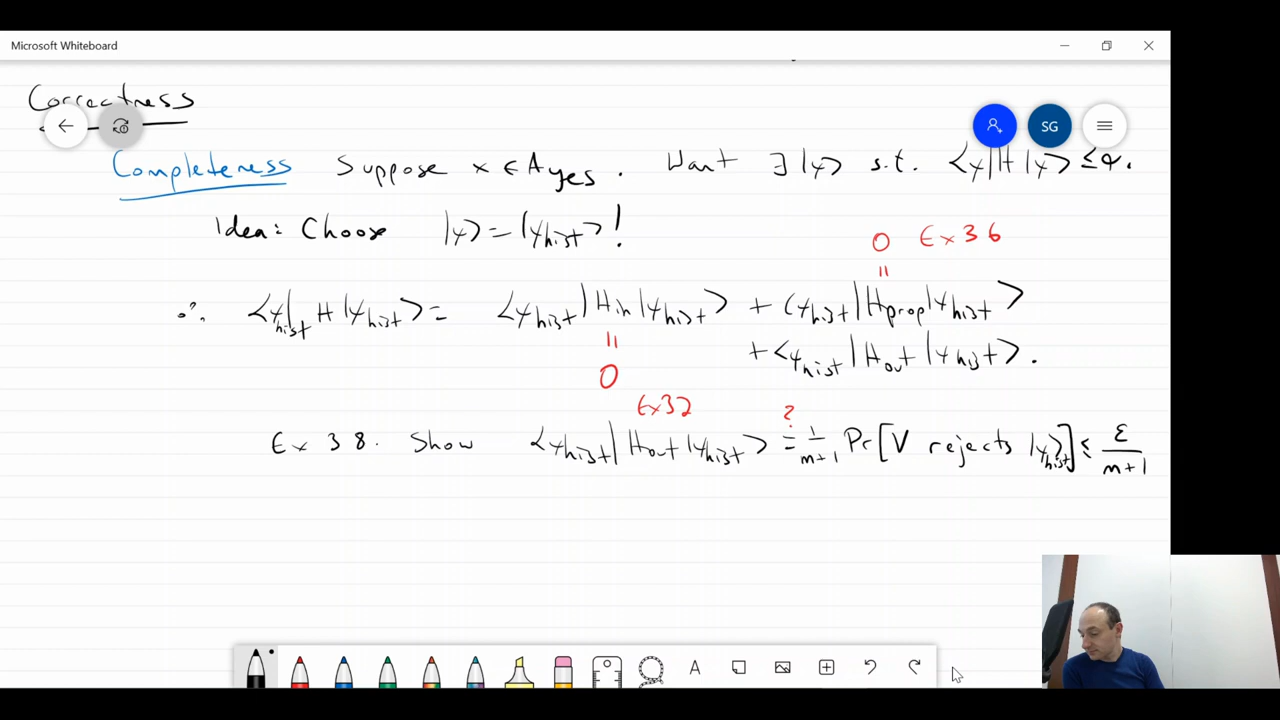 Microsoft Whiteboard
Correctness
SG
Completeness Suppose x ∈ Ayes. Want ∃ |ψ⟩ s.t. ⟨ψ|H|ψ⟩ ≤ α.
Idea: Choose |ψ⟩ = |ψhist⟩!
0 Ex 36
=
∴ ⟨ψhist|H|ψhist⟩ = ⟨ψhist|Hin|ψhist⟩ + ⟨ψhist|Hprop|ψhist⟩
+ ⟨ψhist|Hout|ψhist⟩.
=
0
Ex 32
?
Ex 38. Show ⟨ψhist|Hout|ψhist⟩ = 1/m+1 Pr[V rejects |ψhist⟩] ≤ ε/m+1
A